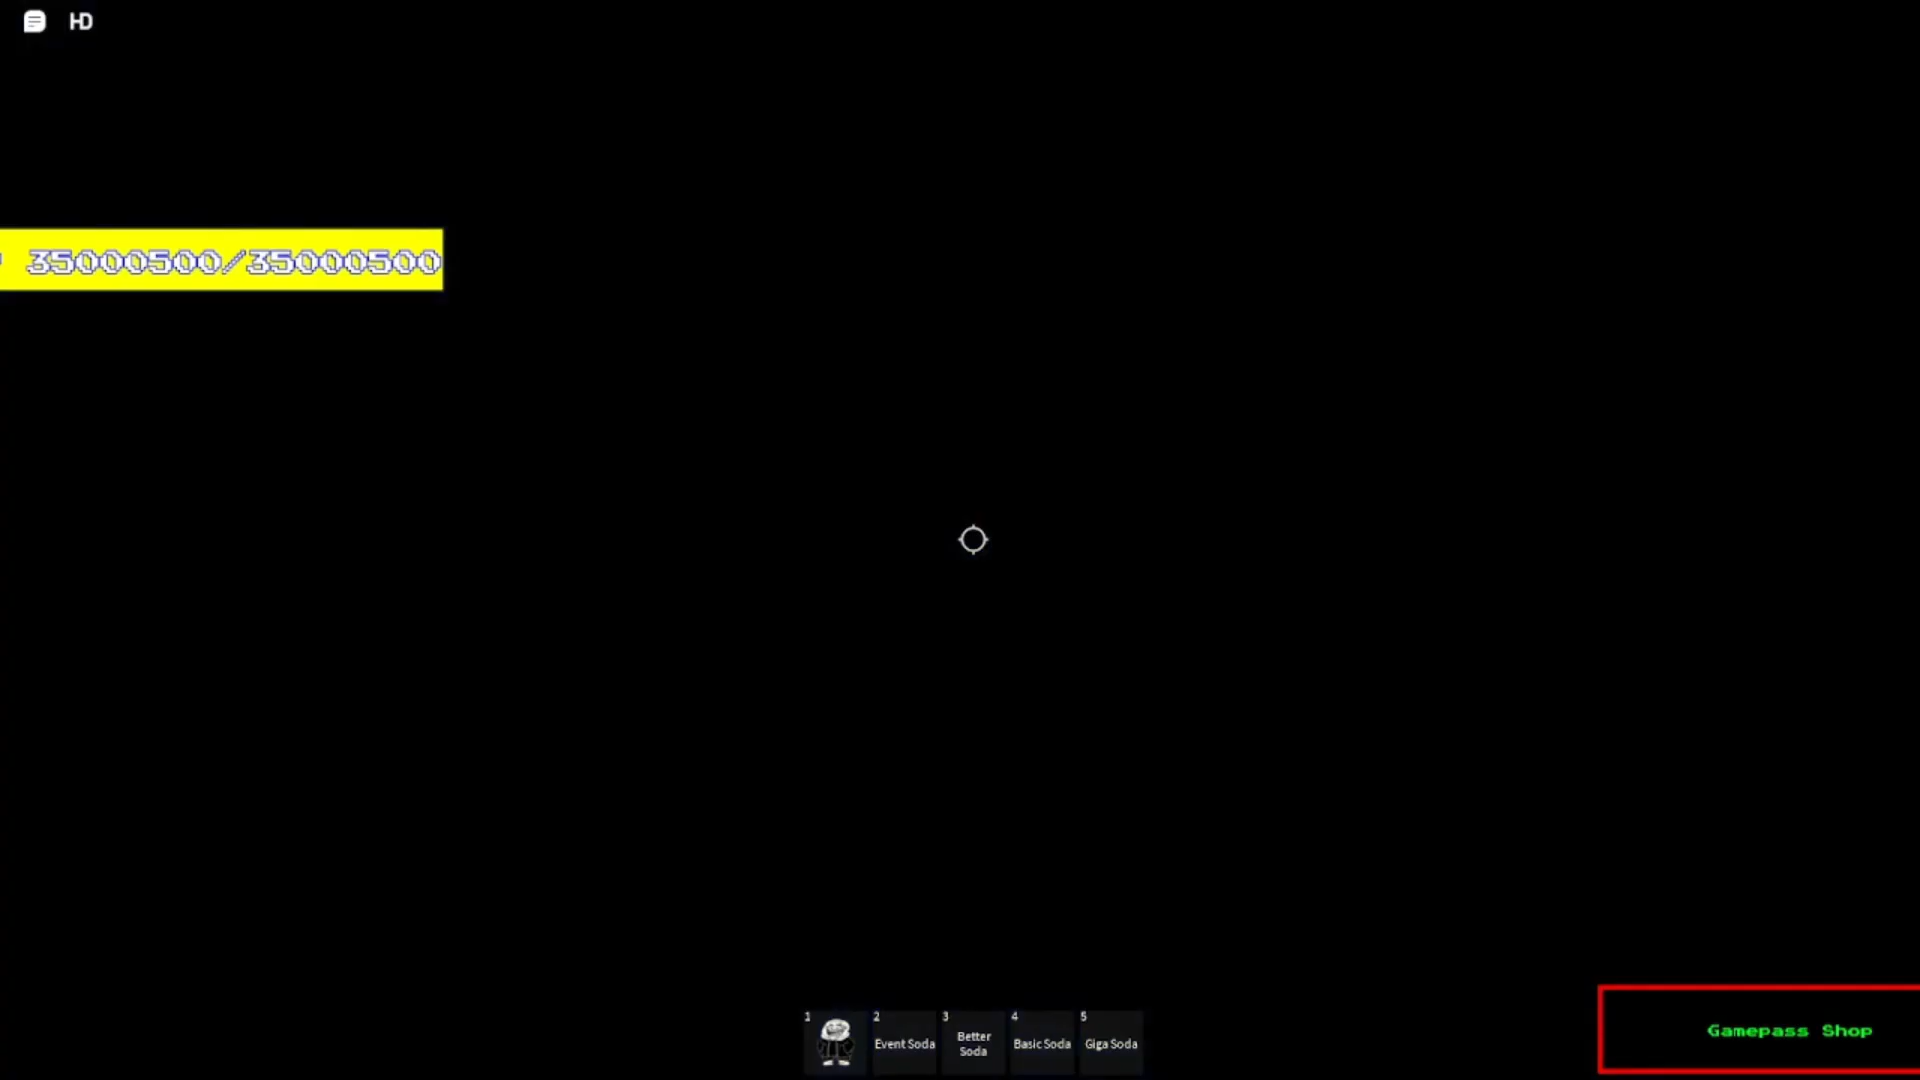 HD
35000500/35000500
1
2
Event Soda
3
Better
Soda
4
Basic Soda
5
Giga Soda
Gamepass Shop